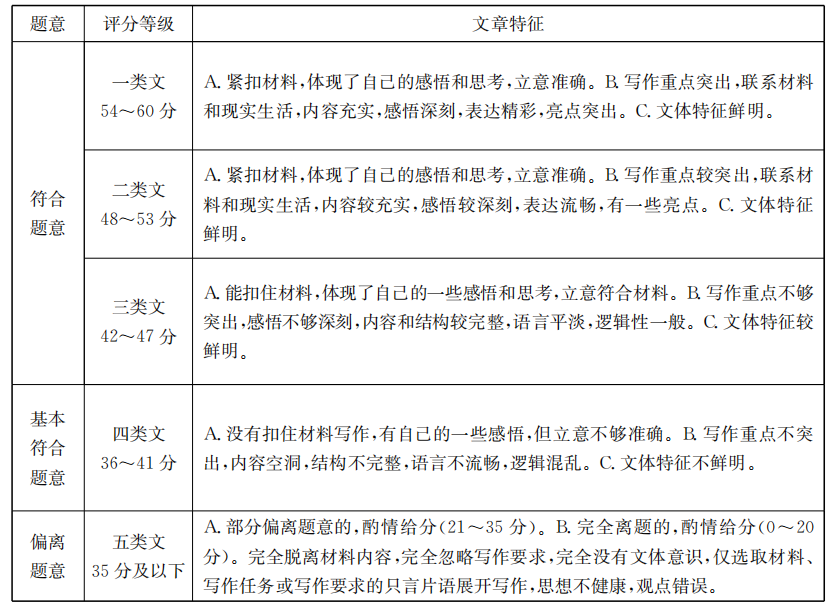 题意 评分等级 文章特征
符合
题意
一类文
54～60 分
A. 紧扣材料,体现了自己的感悟和思考,立意准确。B. 写作重点突出,联系材料
和现实生活,内容充实,感悟深刻,表达精彩,亮点突出。C. 文体特征鲜明。
二类文
48～53 分
A. 紧扣材料,体现了自己的感悟和思考,立意准确。B. 写作重点较突出,联系材
料和现实生活,内容较充实,感悟较深刻,表达流畅,有一些亮点。C. 文体特征
鲜明。
三类文
42～47 分
A. 能扣住材料,体现了自己的一些感悟和思考,立意符合材料。B. 写作重点不够
突出,感悟不够深刻,内容和结构较完整,语言平淡,逻辑性一般。C. 文体特征较
鲜明。
基本
符合
题意
四类文
36～41 分
A. 没有扣住材料写作,有自己的一些感悟,但立意不够准确。B. 写作重点不突
出,内容空洞,结构不完整,语言不流畅,逻辑混乱。C. 文体特征不鲜明。
偏离
题意
五类文
35 分及以下
A. 部分偏离题意的,酌情给分(21～35 分)。B. 完全离题的,酌情给分(0～20
分)。完全脱离材料内容,完全忽略写作要求,完全没有文体意识,仅选取材料、
写作任务或写作要求的只言片语展开写作,思想不健康,观点错误。